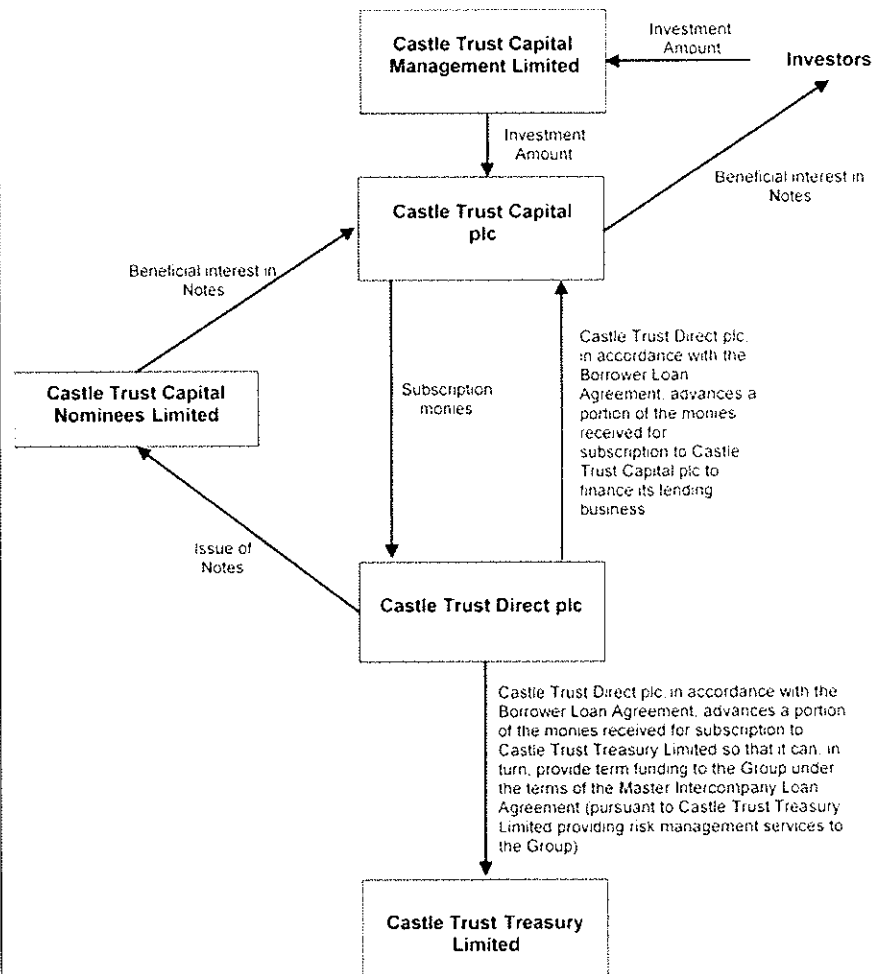 Castle Trust Capital
Management Limited
Investment
Amount
Investors
Investment
Amount
Castle Trust Capital
plc
Beneficial interest in
Notes
Beneficial interest in
Notes
Castle Trust Capital
Nominees Limited
Subscription
monies
Castle Trust Direct plc,
in accordance with the
Borrower Loan
Agreement, advances a
portion of the monies
received for
subscription to Castle
Trust Capital plc to
finance its lending
business
Issue of
Notes
Castle Trust Direct plc
Castle Trust Direct plc, in accordance with the
Borrower Loan Agreement, advances a portion
of the monies received for subscription to
Castle Trust Treasury Limited so that it can, in
turn, provide term funding to the Group under
the terms of the Master Intercompany Loan
Agreement (pursuant to Castle Trust Treasury
Limited providing risk management services to
the Group)
Castle Trust Treasury
Limited